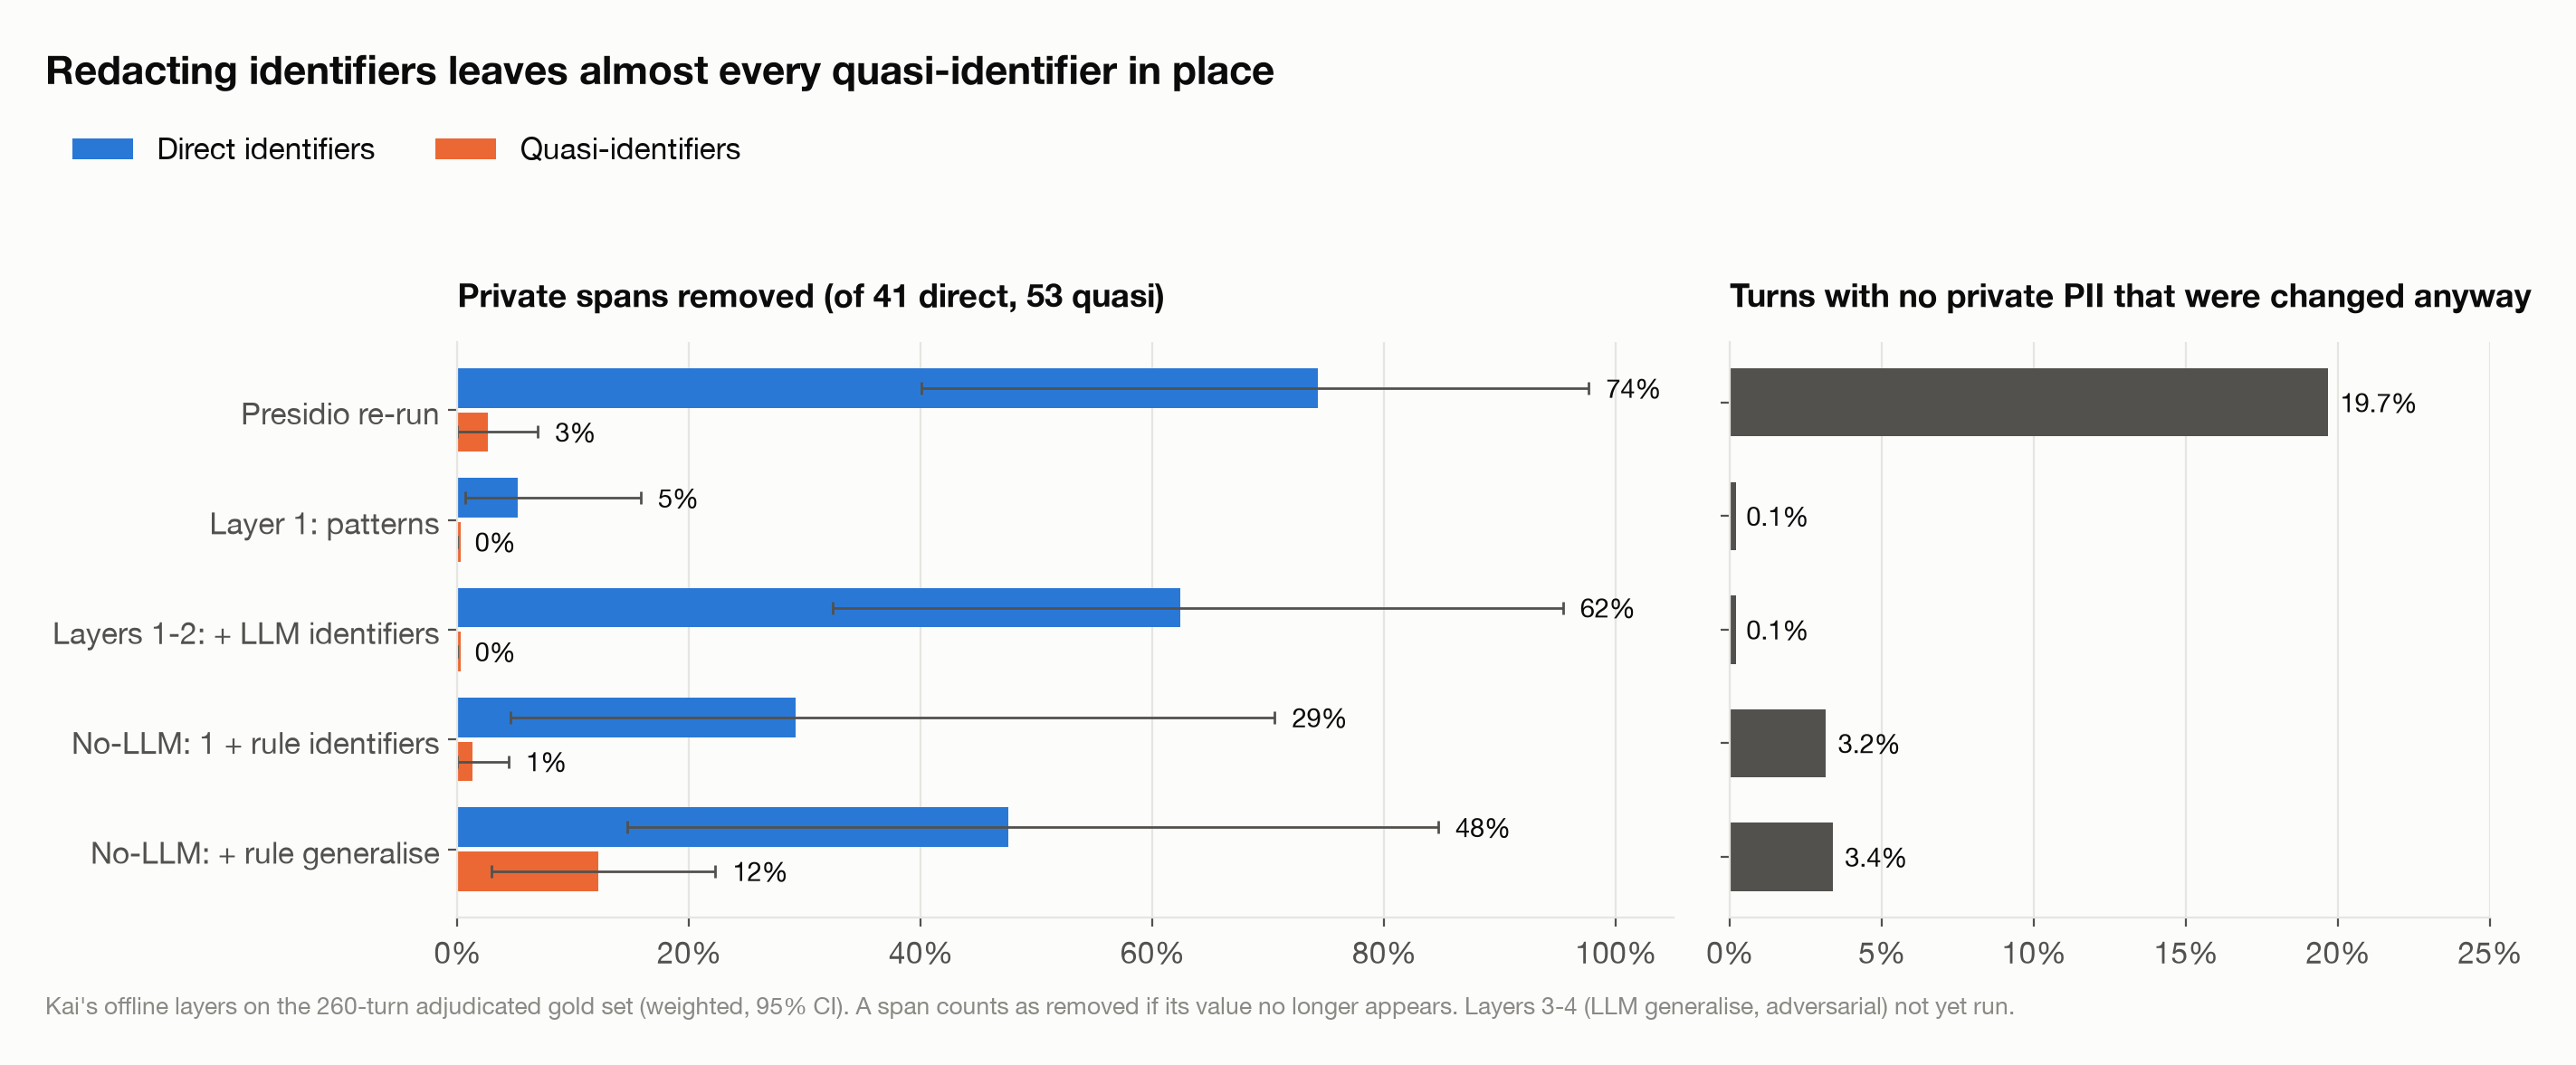 Redacting identifiers leaves almost every quasi-identifier in place
Direct identifiers
Quasi-identifiers
Private spans removed (of 41 direct, 53 quasi)
Presidio re-run
74%
3%
Layer 1: patterns
5%
0%
Layers 1-2: + LLM identifiers
62%
0%
No-LLM: 1 + rule identifiers
29%
1%
No-LLM: + rule generalise
48%
12%
0% 20% 40% 60% 80% 100%
Turns with no private PII that were changed anyway
19.7%
0.1%
0.1%
3.2%
3.4%
0% 5% 10% 15% 20% 25%
Kai's offline layers on the 260-turn adjudicated gold set (weighted, 95% CI). A span counts as removed if its value no longer appears. Layers 3-4 (LLM generalise, adversarial) not yet run.